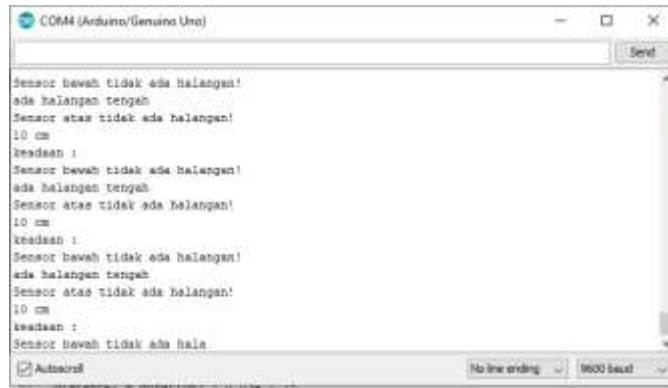 COM4 (Arduino/Genuino Uno)
Send
Sensor bawah tidak ada halangan!
ada halangan tengah
Sensor atas tidak ada halangan!
10 cm
keadaan :
Sensor bawah tidak ada halangan!
ada halangan tengah
Sensor atas tidak ada halangan!
10 cm
keadaan :
Sensor bawah tidak ada halangan!
ada halangan tengah
Sensor atas tidak ada halangan!
10 cm
keadaan :
Sensor bawah tidak ada hala
Autoscroll
No line ending
9600 baud